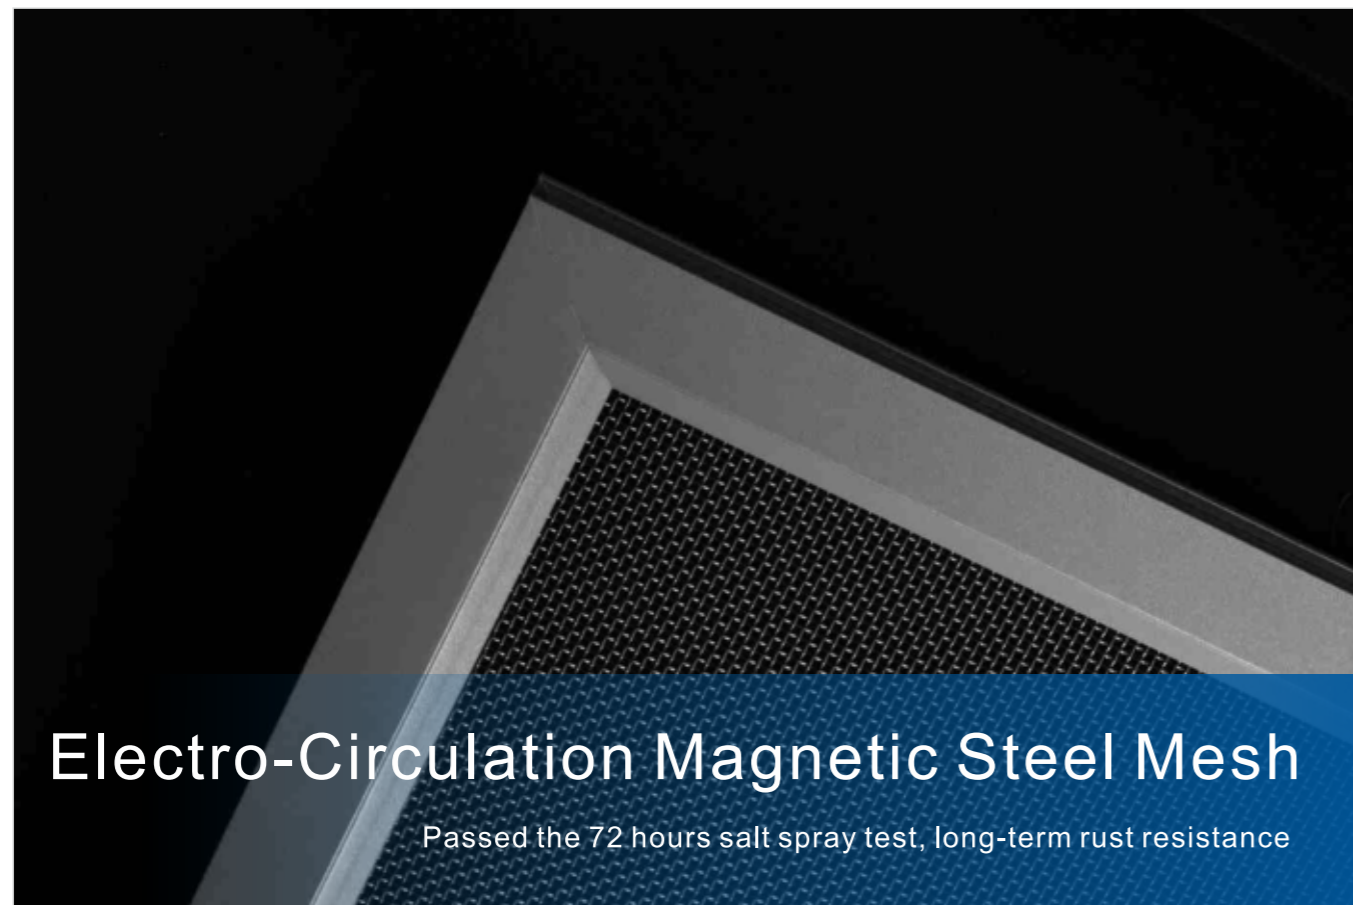 Electro-Circulation Magnetic Steel Mesh
Passed the 72 hours salt spray test, long-term rust resistance